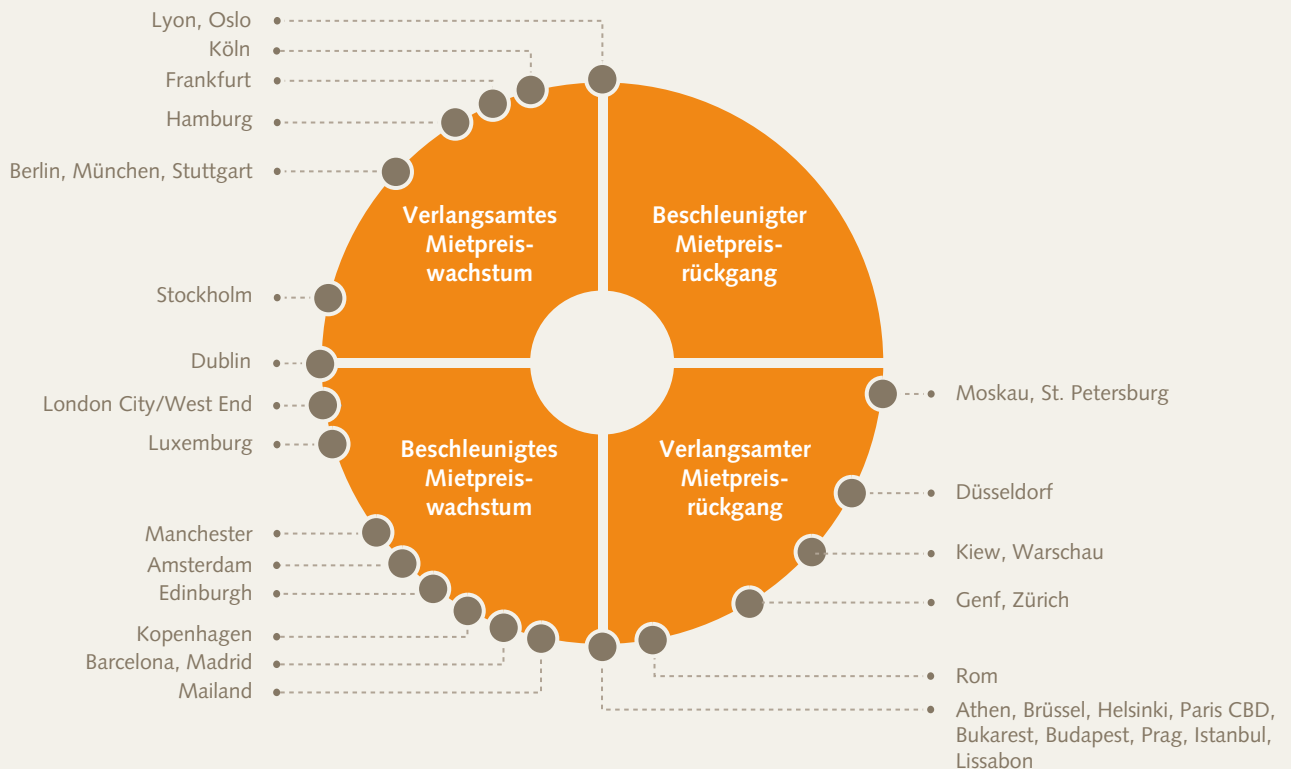 Lyon, Oslo
Köln
Frankfurt
Hamburg
Berlin, München, Stuttgart
Stockholm
Dublin
London City/West End
Luxemburg
Manchester
Amsterdam
Edinburgh
Kopenhagen
Barcelona, Madrid
Mailand
Verlangsamtes
Mietpreis-
wachstum
Beschleunigter
Mietpreis-
rückgang
Beschleunigtes
Mietpreis-
wachstum
Verlangsamter
Mietpreis-
rückgang
Moskau, St. Petersburg
Düsseldorf
Kiew, Warschau
Genf, Zürich
Rom
Athen, Brüssel, Helsinki, Paris CBD,
Bukarest, Budapest, Prag, Istanbul,
Lissabon